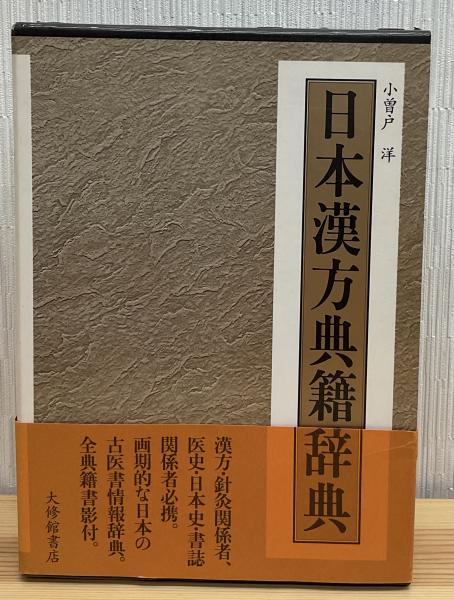 小曽戸 洋
日本漢方典籍辞典
漢方・針灸関係者、
医史・日本史・書誌
関係者必携。
画期的な日本の
古医書情報辞典。
全典籍書影付。
大修館書店